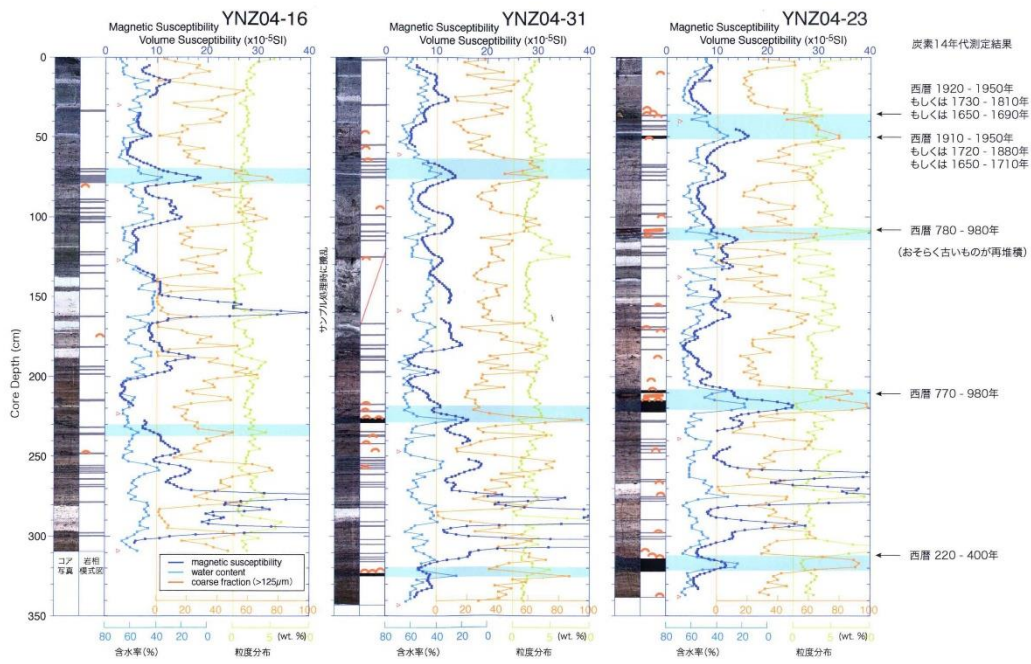 YNZ04-16
Magnetic Susceptibility
Volume Susceptibility (x10-5SI)
0 10 20 30 40
YNZ04-31
Magnetic Susceptibility
Volume Susceptibility (x10-5SI)
0 10 20 30 40
YNZ04-23
Magnetic Susceptibility
Volume Susceptibility (x10-5SI)
0 10 20 30 40
炭素14年代測定結果
西暦 1920 - 1950年
もしくは 1730 - 1810年
もしくは 1650 - 1690年
西暦 1910 - 1950年
もしくは 1720 - 1880年
もしくは 1650 - 1710年
西暦 780 - 980年
(おそらく古いものが再堆積)
西暦 770 - 980年
西暦 220 - 400年
Core Depth (cm)
0
50
100
150
200
250
300
350
サンプル処理時に擾乱
コア
写真
岩相
模式図
magnetic susceptibility
water content
coarse fraction (>125μm)
0 20 40 60 80 100
80 60 40 20 0
0 5 (wt. %)
含水率(%)
粒度分布
0 20 40 60 80 100
80 60 40 20 0
0 5 (wt. %)
含水率(%)
粒度分布
0 20 40 60 80 100
80 60 40 20 0
0 5 (wt. %)
含水率(%)
粒度分布